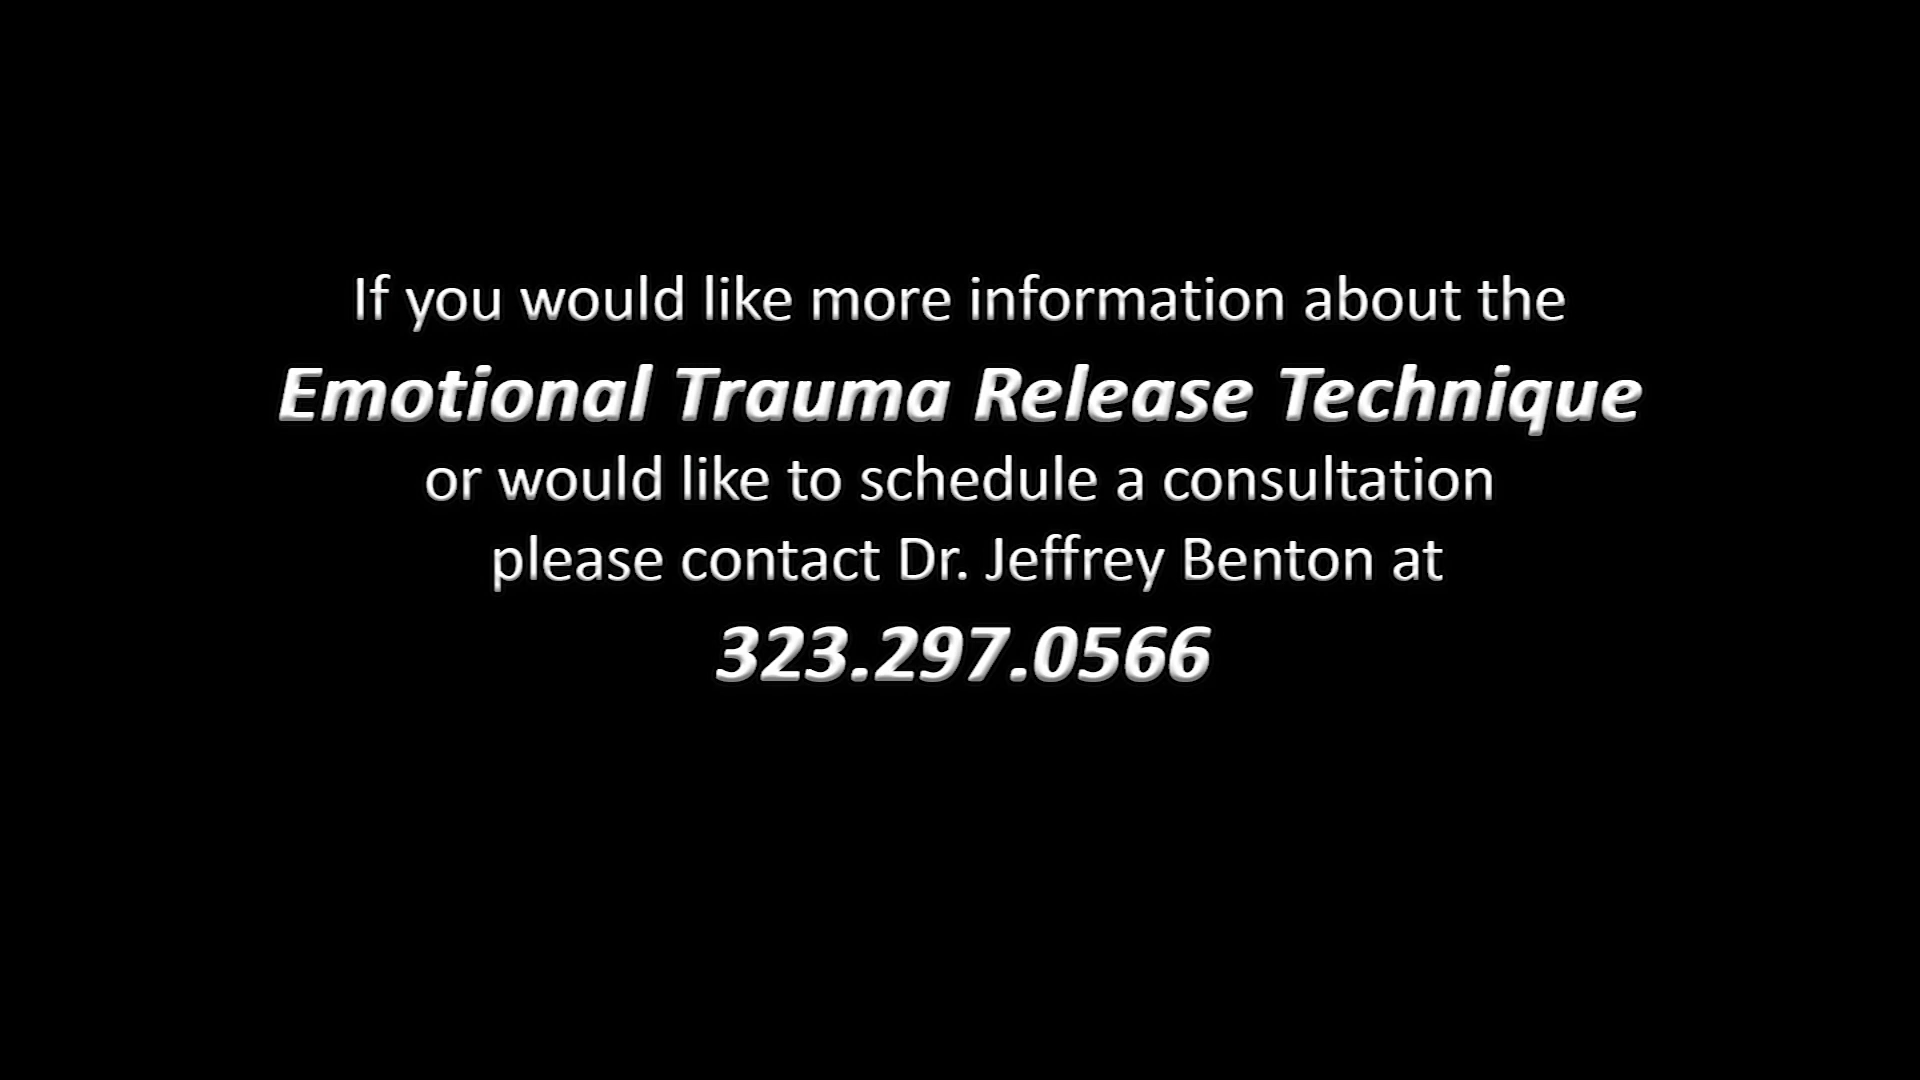 If you would like more information about the
Emotional Trauma Release Technique
or would like to schedule a consultation
please contact Dr. Jeffrey Benton at
323.297.0566